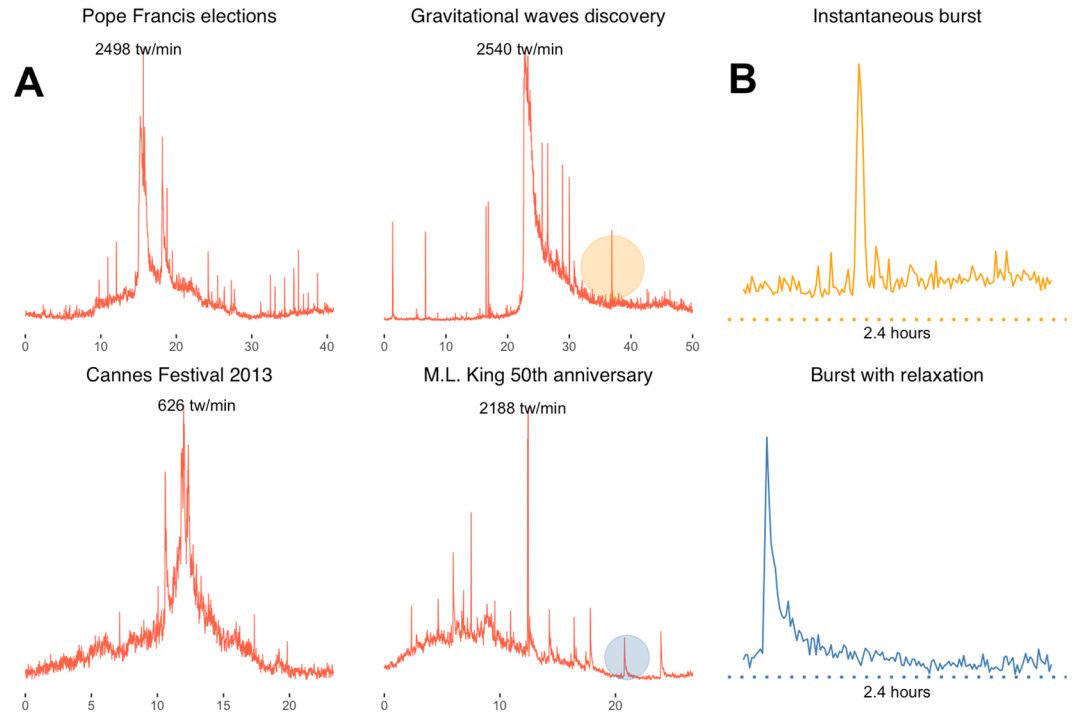 Pope Francis elections
Gravitational waves discovery
Instantaneous burst
2498 tw/min
2540 tw/min
A
B
0 10 20 30 40
0 10 20 30 40 50
2.4 hours
Cannes Festival 2013
M.L. King 50th anniversary
Burst with relaxation
626 tw/min
2188 tw/min
0 5 10 15 20
0 10 20
2.4 hours